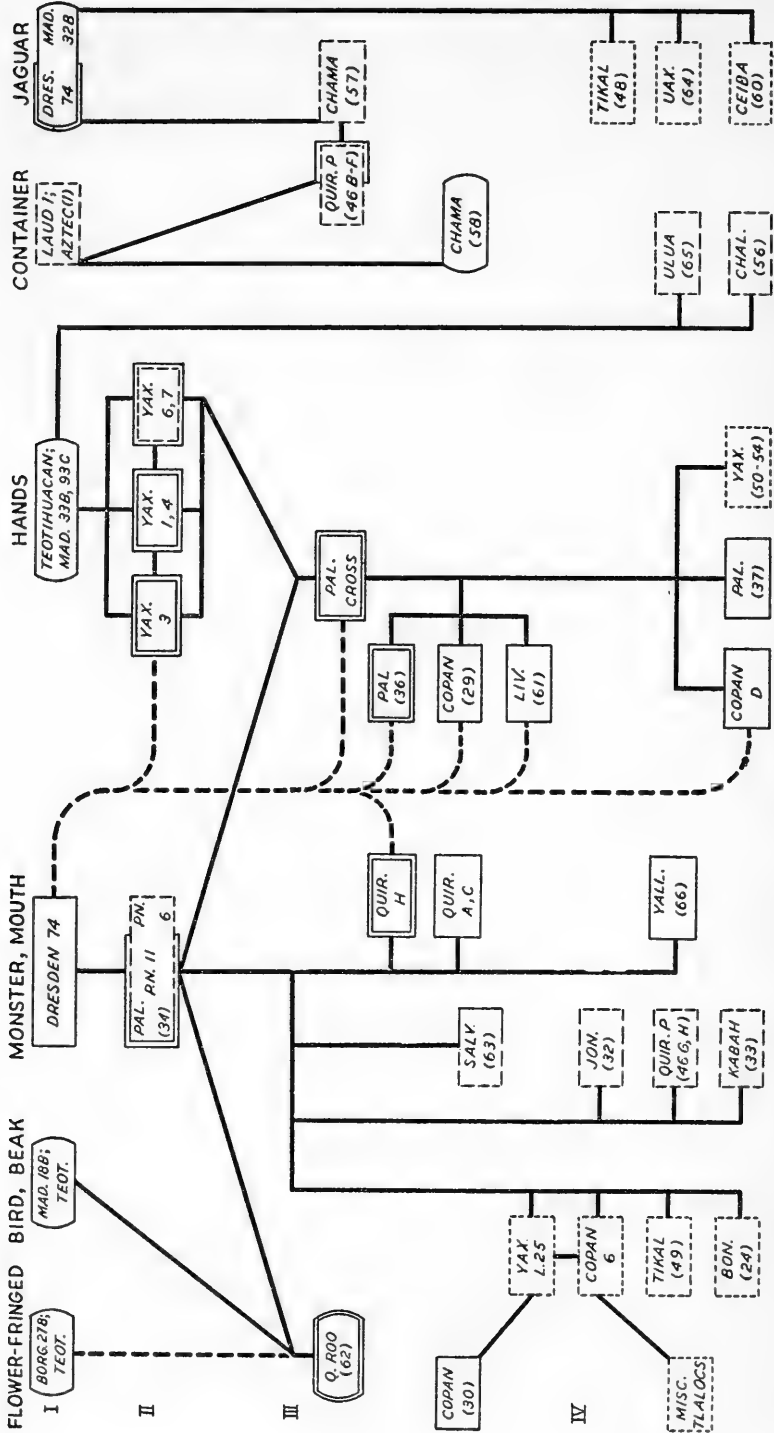 FLOWER-FRINGED
BIRD, BEAK
MONSTER, MOUTH
HANDS
CONTAINER
JAGUAR
I
BORG. 27B;
TEOT.
MAD. 18B;
TEOT.
DRESDEN 74
TEOTIHUACAN;
MAD. 33B, 93C
LAUD 1;
AZTEC(1)
DRES.
74
MAD.
32B
II
PAL.
(34)
P.N. 11
P.N.
6
YAX.
3
YAX.
1, 4
YAX.
6, 7
III
Q. ROO
(62)
QUIR.
H
QUIR.
A, C
PAL.
CROSS
PAL
(36)
COPAN
(29)
LIV.
(61)
QUIR. P
(46 B-F)
CHAMA
(57)
CHAMA
(58)
IV
COPAN
(30)
MISC.
TLALOCS
YAX.
L.25
COPAN
6
TIKAL
(49)
BON.
(24)
SALV.
(63)
JON.
(32)
QUIR. P
(46G, H)
KABAH
(33)
YALL.
(66)
COPAN
D
PAL.
(37)
YAX.
(50-54)
ULUA
(65)
CHAL.
(56)
TIKAL
(48)
UAX.
(64)
CEIBA
(60)